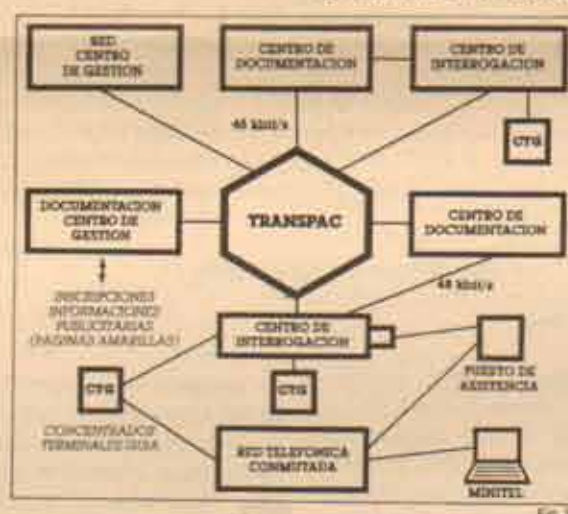 RED
CENTRO
DE GESTION
CENTRO DE
DOCUMENTACION
CENTRO DE
INTERROGACION
CTG
TRANSPAC
DOCUMENTACION
CENTRO DE
GESTION
CENTRO DE
DOCUMENTACION
48 kbit/s
INSCRIPCIONES
INFORMACIONES
PUBLICITARIAS
(PAGINAS AMARILLAS)
CENTRO DE
INTERROGACION
PUESTO DE
ASISTENCIA
CTG
CTG
CONCENTRADOS
TERMINALES GUIA
RED TELEFONICA
CONMUTADA
MINITEL